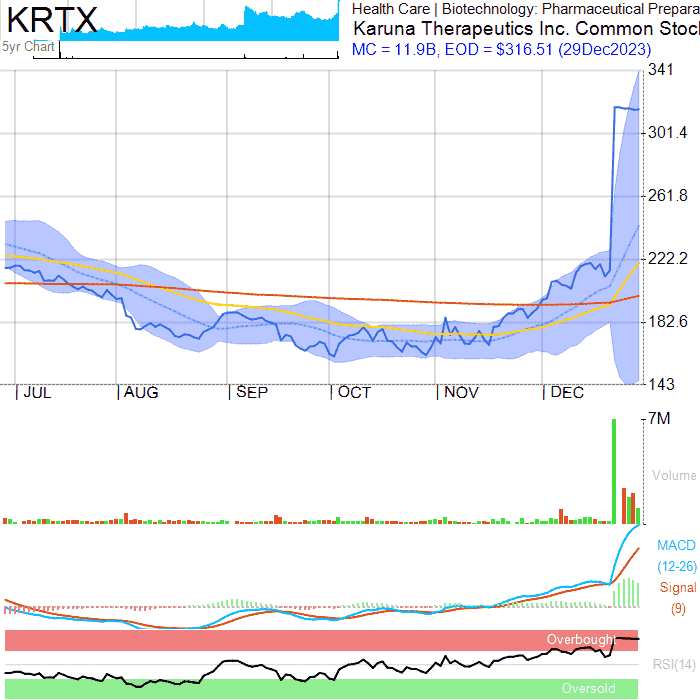 KRTX
5yr Chart
Health Care | Biotechnology: Pharmaceutical Prepara
Karuna Therapeutics Inc. Common Stoc
MC = 11.9B, EOD = $316.51 (29Dec2023)
341
301.4
261.8
222.2
182.6
143
JUL AUG SEP OCT NOV DEC
7M
Volume
MACD
(12-26)
Signal
(9)
Overbought
RSI(14)
Oversold